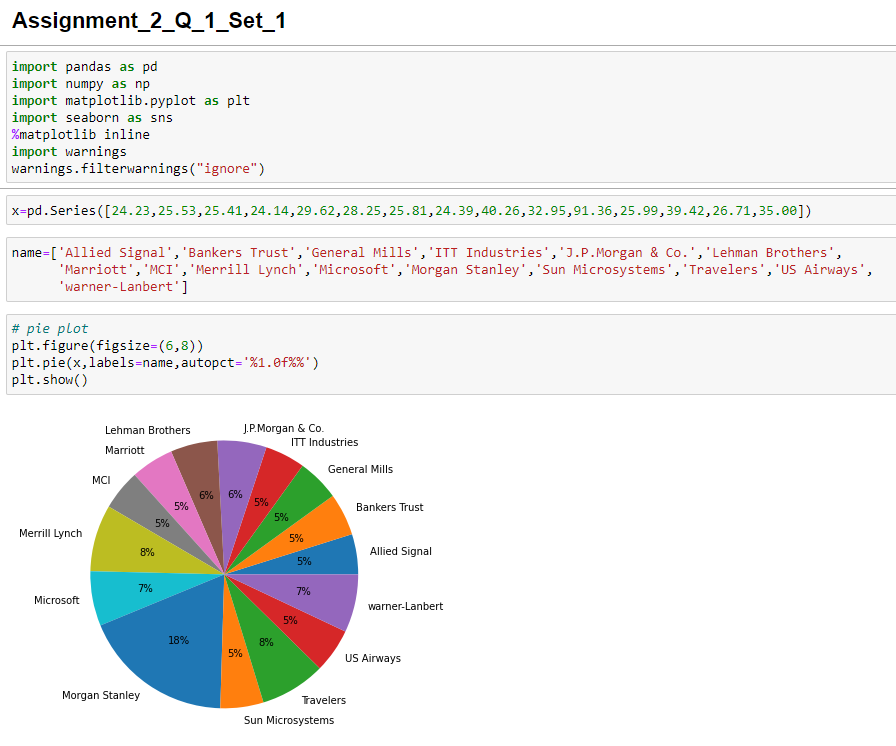 Assignment_2_Q_1_Set_1
import pandas as pd
import numpy as np
import matplotlib.pyplot as plt
import seaborn as sns
%matplotlib inline
import warnings
warnings.filterwarnings("ignore")
x=pd.Series([24.23,25.53,25.41,24.14,29.62,28.25,25.81,24.39,40.26,32.95,91.36,25.99,39.42,26.71,35.00])
name=['Allied Signal','Bankers Trust','General Mills','ITT Industries','J.P.Morgan & Co.','Lehman Brothers',
'Marriott','MCI','Merrill Lynch','Microsoft','Morgan Stanley','Sun Microsystems','Travelers','US Airways',
'warner-Lanbert']
# pie plot
plt.figure(figsize=(6,8))
plt.pie(x,labels=name,autopct='%1.0f%%')
plt.show()
J.P.Morgan & Co.
Lehman Brothers
ITT Industries
Marriott
General Mills
MCI
6%
6%
5%
5%
Bankers Trust
5%
5%
Merrill Lynch
5%
8%
Allied Signal
5%
7%
7%
Microsoft
warner-Lanbert
5%
18%
8%
5%
US Airways
Morgan Stanley
Travelers
Sun Microsystems